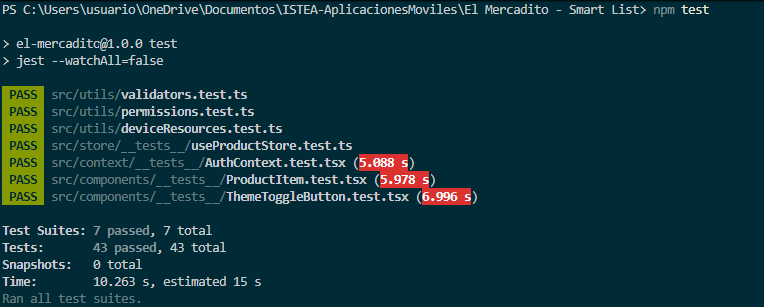 PS C:\Users\usuario\OneDrive\Documentos\ISTEA-AplicacionesMoviles\El Mercadito - Smart List> npm test
> el-mercadito@1.0.0 test
> jest --watchAll=false
PASS src/utils/validators.test.ts
PASS src/utils/permissions.test.ts
PASS src/utils/deviceResources.test.ts
PASS src/store/__tests__/useProductStore.test.ts
PASS src/context/__tests__/AuthContext.test.tsx (5.088 s)
PASS src/components/__tests__/ProductItem.test.tsx (5.978 s)
PASS src/components/__tests__/ThemeToggleButton.test.tsx (6.996 s)
Test Suites: 7 passed, 7 total
Tests: 43 passed, 43 total
Snapshots: 0 total
Time: 10.263 s, estimated 15 s
Ran all test suites.